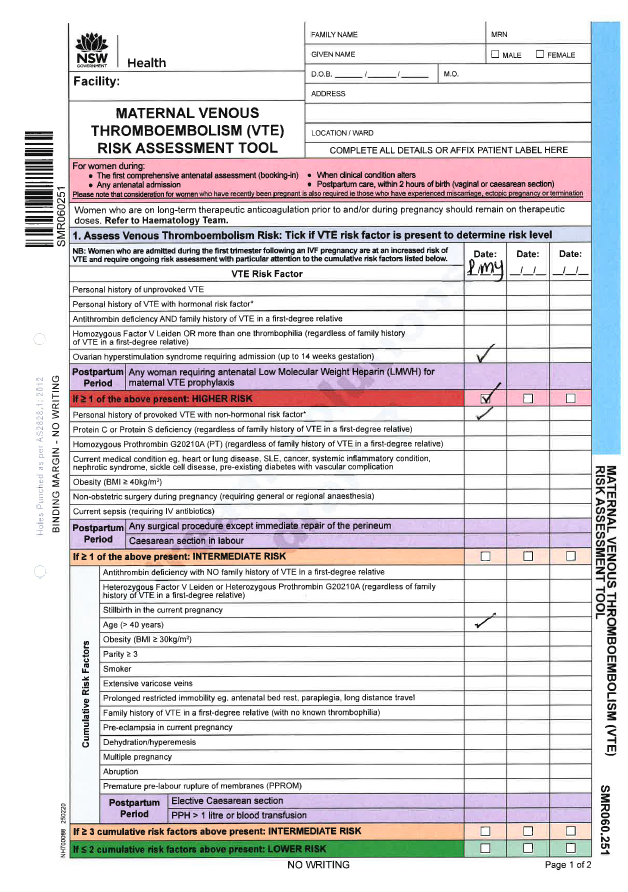 FAMILY NAME
MRN
NSW
GOVERNMENT
Health
GIVEN NAME
MALE
FEMALE
Facility:
D.O.B. ______ / ______ / ______
M.O.
ADDRESS
MATERNAL VENOUS
THROMBOEMBOLISM (VTE)
RISK ASSESSMENT TOOL
LOCATION / WARD
COMPLETE ALL DETAILS OR AFFIX PATIENT LABEL HERE
For women during:
• The first comprehensive antenatal assessment (booking-in)
• When clinical condition alters
• Any antenatal admission
• Postpartum care, within 2 hours of birth (vaginal or caesarean section)
Please note that consideration for women who have recently been pregnant is also required ie those who have experienced miscarriage, ectopic pregnancy or termination
Women who are on long-term therapeutic anticoagulation prior to and/or during pregnancy should remain on therapeutic
doses. Refer to Haematology Team.
1. Assess Venous Thromboembolism Risk: Tick if VTE risk factor is present to determine risk level
NB: Women who are admitted during the first trimester following an IVF pregnancy are at an increased risk of
VTE and require ongoing risk assessment with particular attention to the cumulative risk factors listed below.
Date:
Date:
Date:
VTE Risk Factor
/ /
/ /
Personal history of unprovoked VTE
Personal history of VTE with hormonal risk factor*
Antithrombin deficiency AND family history of VTE in a first-degree relative
Homozygous Factor V Leiden OR more than one thrombophilia (regardless of family history
of VTE in a first-degree relative)
Ovarian hyperstimulation syndrome requiring admission (up to 14 weeks gestation)
✓
Postpartum
Period
Any woman requiring antenatal Low Molecular Weight Heparin (LMWH) for
maternal VTE prophylaxis
If ≥ 1 of the above present: HIGHER RISK
✓
Personal history of provoked VTE with non-hormonal risk factor*
✓
Protein C or Protein S deficiency (regardless of family history of VTE in a first-degree relative)
Homozygous Prothrombin G20210A (PT) (regardless of family history of VTE in a first-degree relative)
Current medical condition eg. heart or lung disease, SLE, cancer, systemic inflammatory condition,
nephrotic syndrome, sickle cell disease, pre-existing diabetes with vascular complication
Obesity (BMI ≥ 40kg/m²)
Non-obstetric surgery during pregnancy (requiring general or regional anaesthesia)
Current sepsis (requiring IV antibiotics)
Postpartum
Period
Any surgical procedure except immediate repair of the perineum
Caesarean section in labour
If ≥ 1 of the above present: INTERMEDIATE RISK
Cumulative Risk Factors
Antithrombin deficiency with NO family history of VTE in a first-degree relative
Heterozygous Factor V Leiden or Heterozygous Prothrombin G20210A (regardless of family
history of VTE in a first-degree relative)
Stillbirth in the current pregnancy
Age (> 40 years)
✓
Obesity (BMI ≥ 30kg/m²)
Parity ≥ 3
Smoker
Extensive varicose veins
Prolonged restricted immobility eg. antenatal bed rest, paraplegia, long distance travel
Family history of VTE in a first-degree relative (with no known thrombophilia)
Pre-eclampsia in current pregnancy
Dehydration/hyperemesis
Multiple pregnancy
Abruption
Premature pre-labour rupture of membranes (PPROM)
Postpartum
Period
Elective Caesarean section
PPH > 1 litre or blood transfusion
If ≥ 3 cumulative risk factors above present: INTERMEDIATE RISK
If ≤ 2 cumulative risk factors above present: LOWER RISK
NO WRITING
Page 1 of 2
SMR060251
Holes Punched as per AS2828.1: 2012
BINDING MARGIN - NO WRITING
250220
MATERNAL VENOUS THROMBOEMBOLISM (VTE)
RISK ASSESSMENT TOOL
SMR060.251